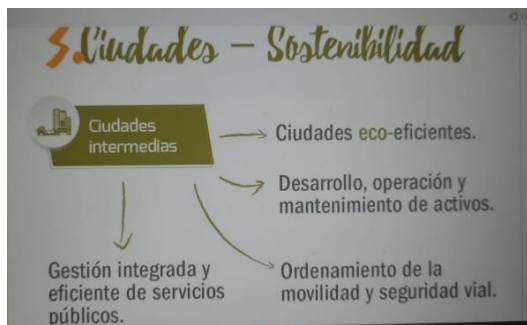 S.Ciudades – Sostenibilidad
Ciudades
intermedias
Ciudades eco-eficientes.
Desarrollo, operación y
mantenimiento de activos.
Gestión integrada y
eficiente de servicios
públicos.
Ordenamiento de la
movilidad y seguridad vial.